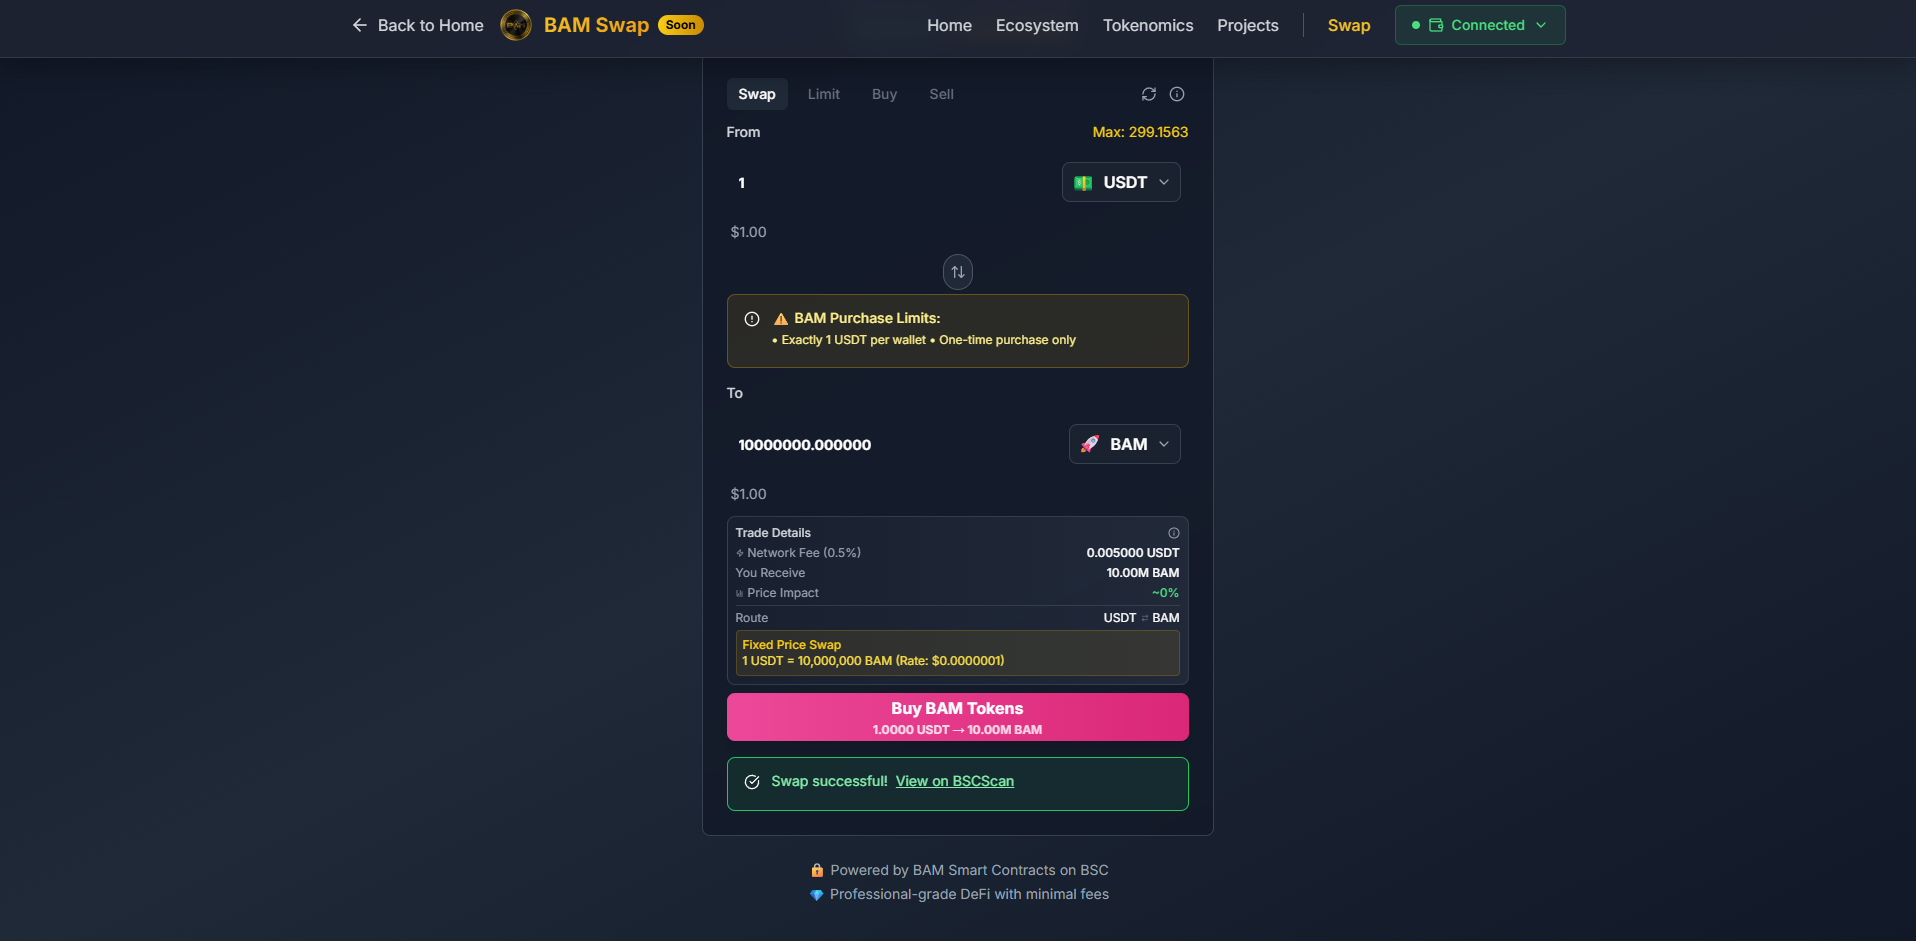 Back to Home BAM Swap Soon Home Ecosystem Tokenomics Projects Swap Connected
Swap Limit Buy Sell
From Max: 299.1563
1 USDT
$1.00
BAM Purchase Limits:
• Exactly 1 USDT per wallet • One-time purchase only
To
10000000.000000 BAM
$1.00
Trade Details
Network Fee (0.5%) 0.005000 USDT
You Receive 10.00M BAM
Price Impact ~0%
Route USDT ⇄ BAM
Fixed Price Swap
1 USDT = 10,000,000 BAM (Rate: $0.0000001)
Buy BAM Tokens
1.0000 USDT → 10.00M BAM
Swap successful! View on BSCScan
Powered by BAM Smart Contracts on BSC
Professional-grade DeFi with minimal fees